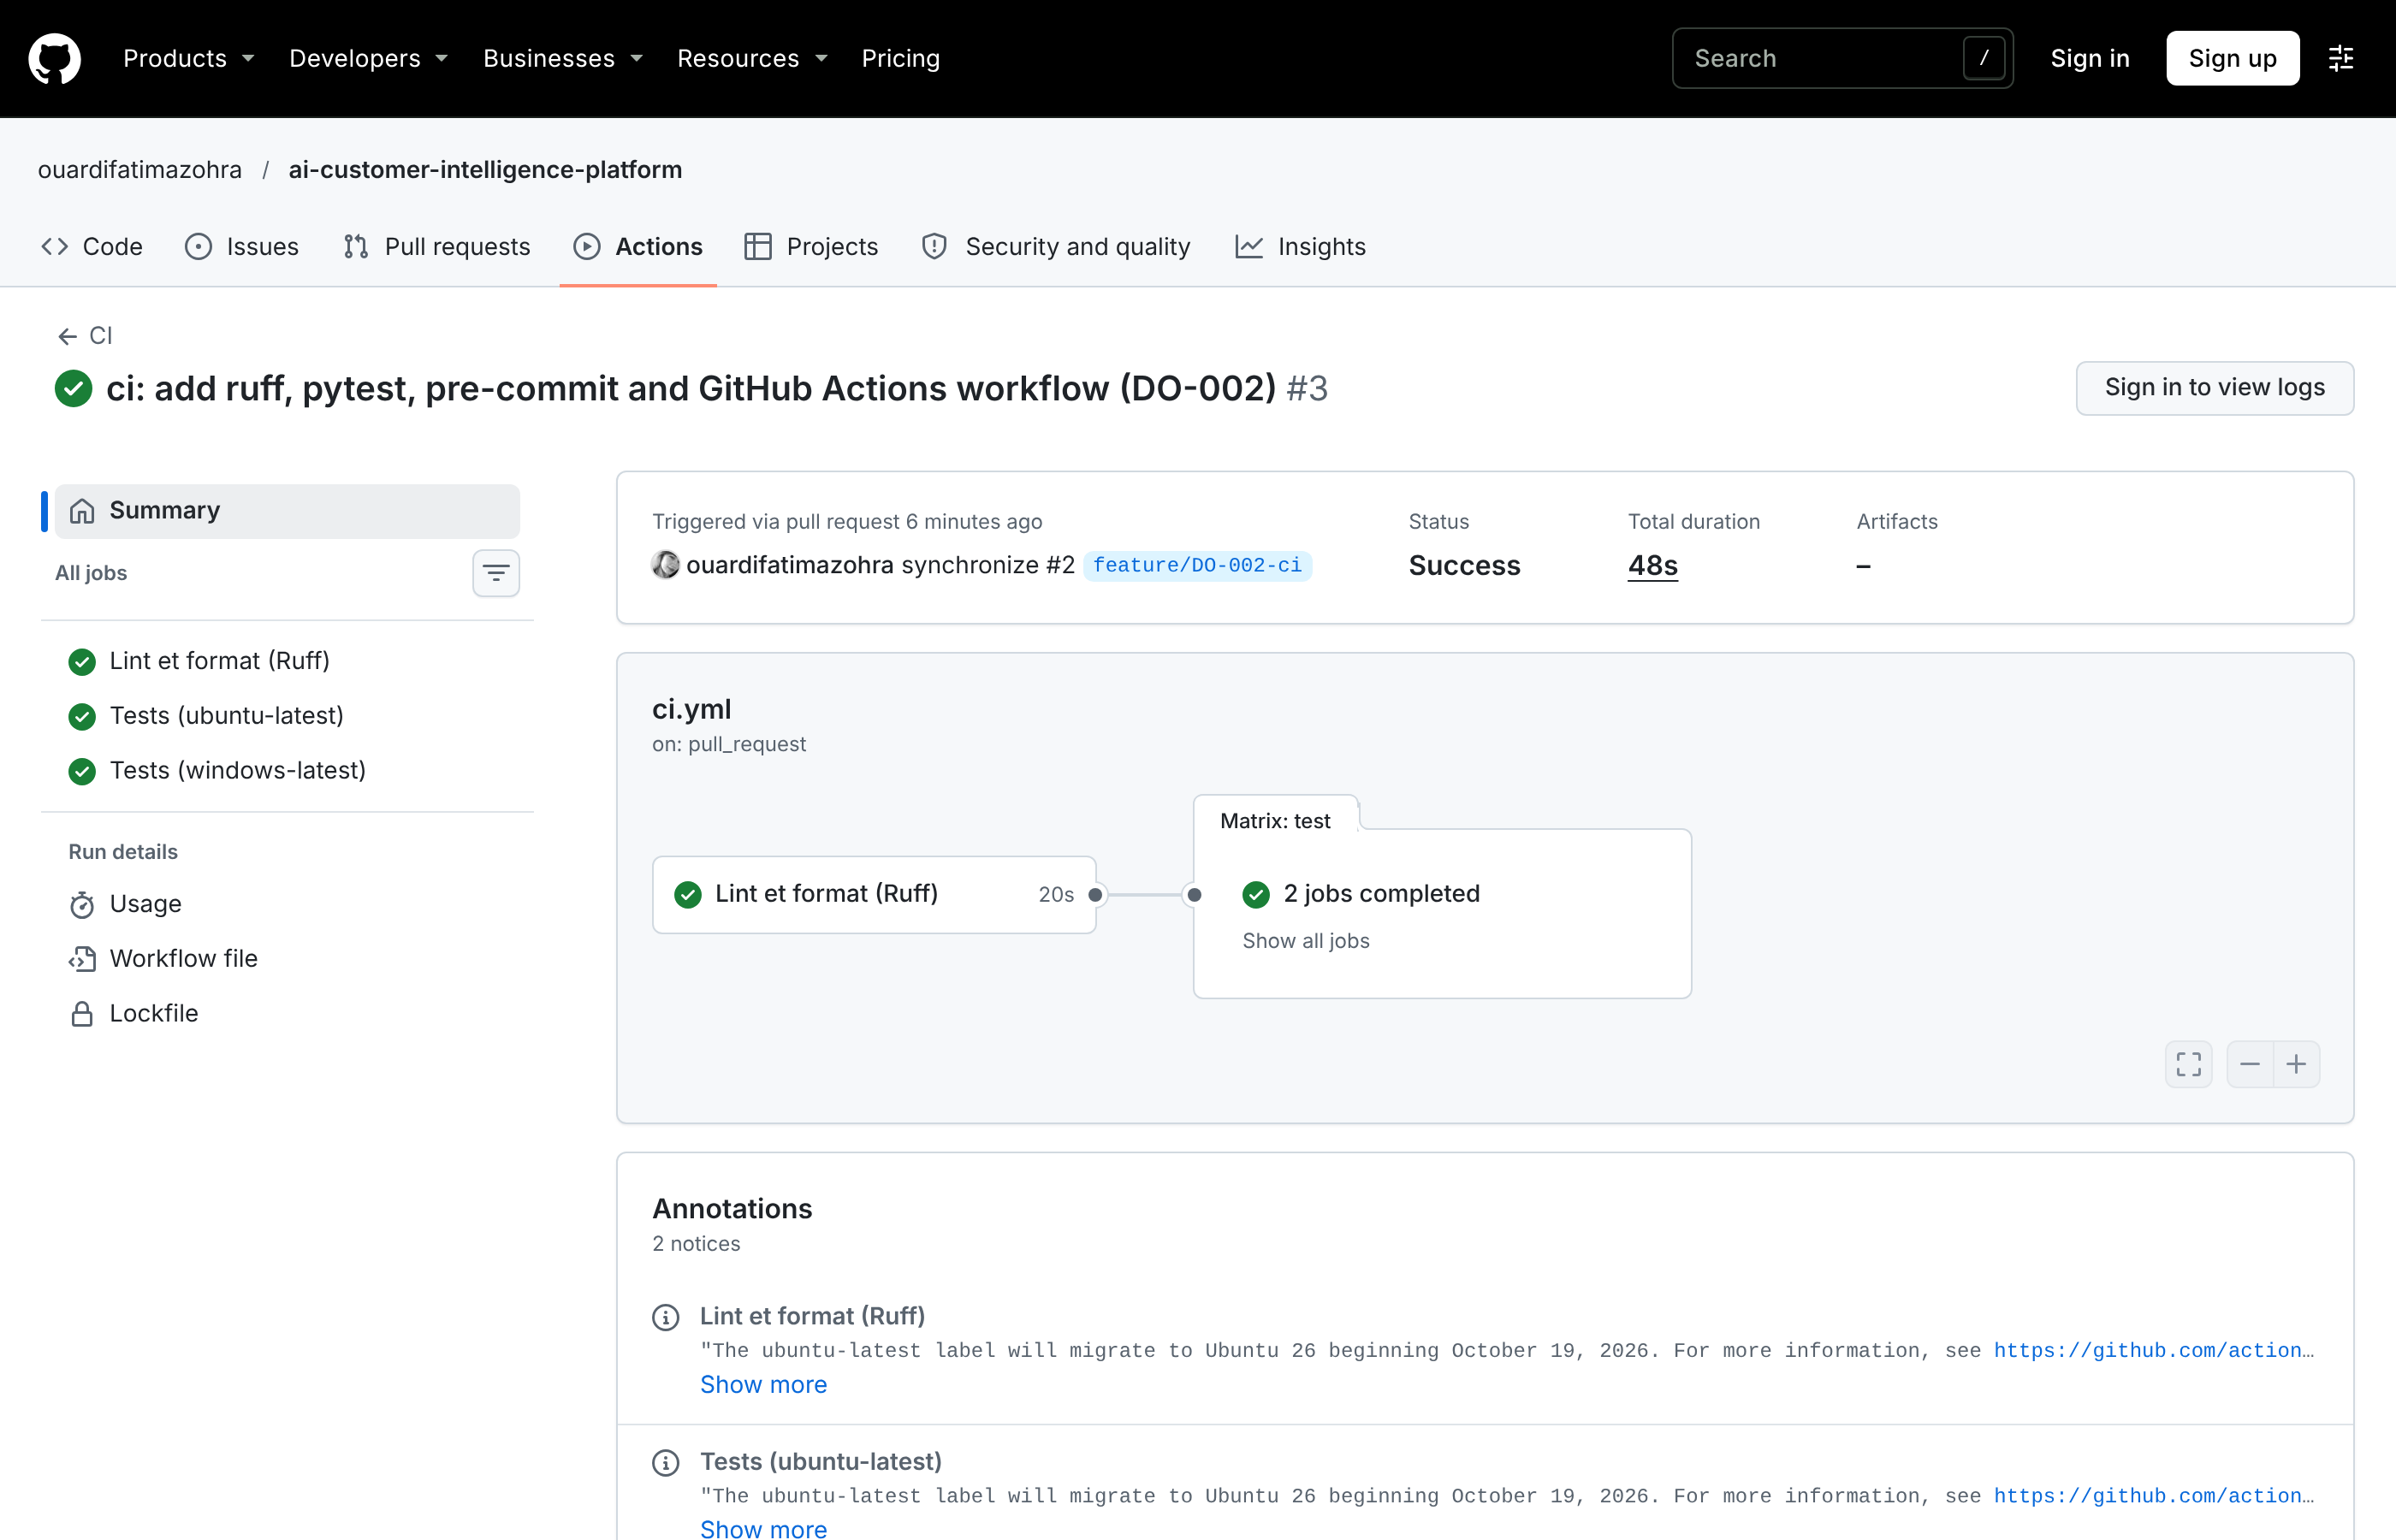 Products Developers Businesses Resources Pricing Search / Sign in Sign up
ouardifatimazohra / ai-customer-intelligence-platform
Code Issues Pull requests Actions Projects Security and quality Insights
← CI
ci: add ruff, pytest, pre-commit and GitHub Actions workflow (DO-002) #3
Sign in to view logs
Summary
All jobs
Lint et format (Ruff)
Tests (ubuntu-latest)
Tests (windows-latest)
Run details
Usage
Workflow file
Lockfile
Triggered via pull request 6 minutes ago
ouardifatimazohra synchronize #2 feature/DO-002-ci
Status
Success
Total duration
48s
Artifacts
–
ci.yml
on: pull_request
Lint et format (Ruff) 20s
Matrix: test
2 jobs completed
Show all jobs
Annotations
2 notices
Lint et format (Ruff)
"The ubuntu-latest label will migrate to Ubuntu 26 beginning October 19, 2026. For more information, see https://github.com/action…
Show more
Tests (ubuntu-latest)
"The ubuntu-latest label will migrate to Ubuntu 26 beginning October 19, 2026. For more information, see https://github.com/action…
Show more